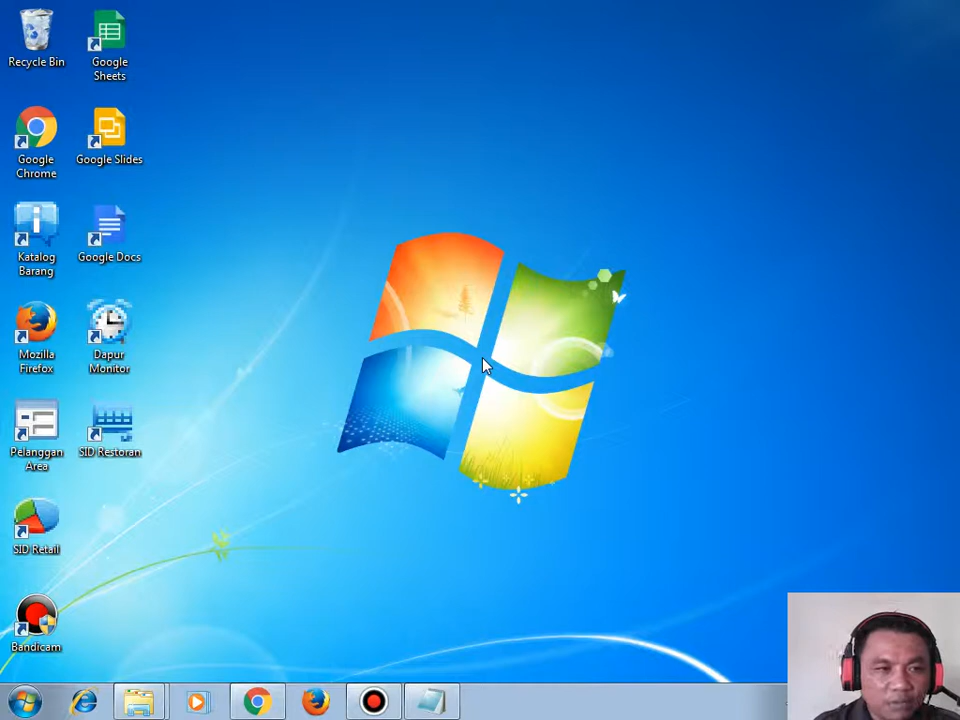 Recycle Bin
Google
Sheets
Google
Chrome
Google Slides
Katalog
Barang
Google Docs
Mozilla
Firefox
Dapur
Monitor
Pelanggan
Area
SID Restoran
SID Retail
Bandicam